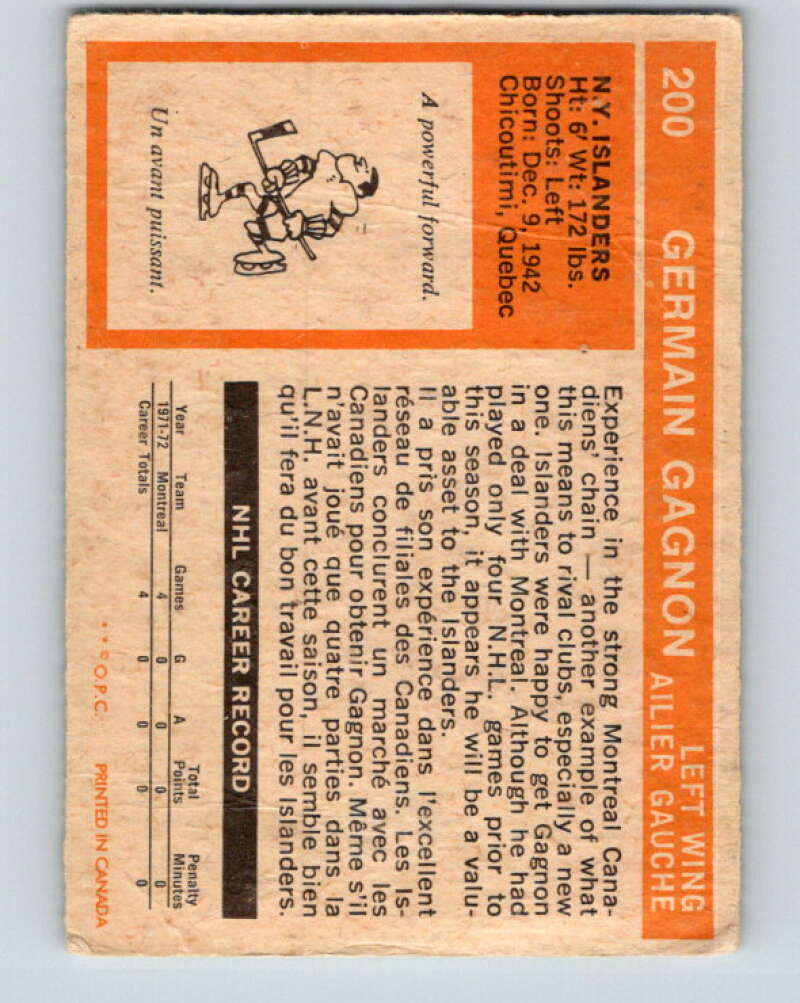 200 GERMAIN GAGNON LEFT WING
AILIER GAUCHE
N.Y. ISLANDERS
Ht: 6' Wt: 172 lbs.
Shoots: Left
Born: Dec. 9, 1942
Chicoutimi, Quebec
A powerful forward.
Un avant puissant.
Experience in the strong Montreal Cana-
diens' chain — another example of what
this means to rival clubs, especially a new
one. Islanders were happy to get Gagnon
in a deal with Montreal. Although he had
played only four N.H.L. games prior to
this season, it appears he will be a valu-
able asset to the Islanders.
Il a pris son expérience dans l'excellent
réseau de filiales des Canadiens. Les Is-
landers conclurent un marché avec les
Canadiens pour obtenir Gagnon. Même s'il
n'avait joué que quatre parties dans la
L.N.H. avant cette saison, il semble bien
qu'il fera du bon travail pour les Islanders.
NHL CAREER RECORD
Year Team Games G A Total Points Penalty Minutes
1971-72 Montreal 4 0 0 0 0
Career Totals 4 0 0 0 0
* * © O.P.C. PRINTED IN CANADA